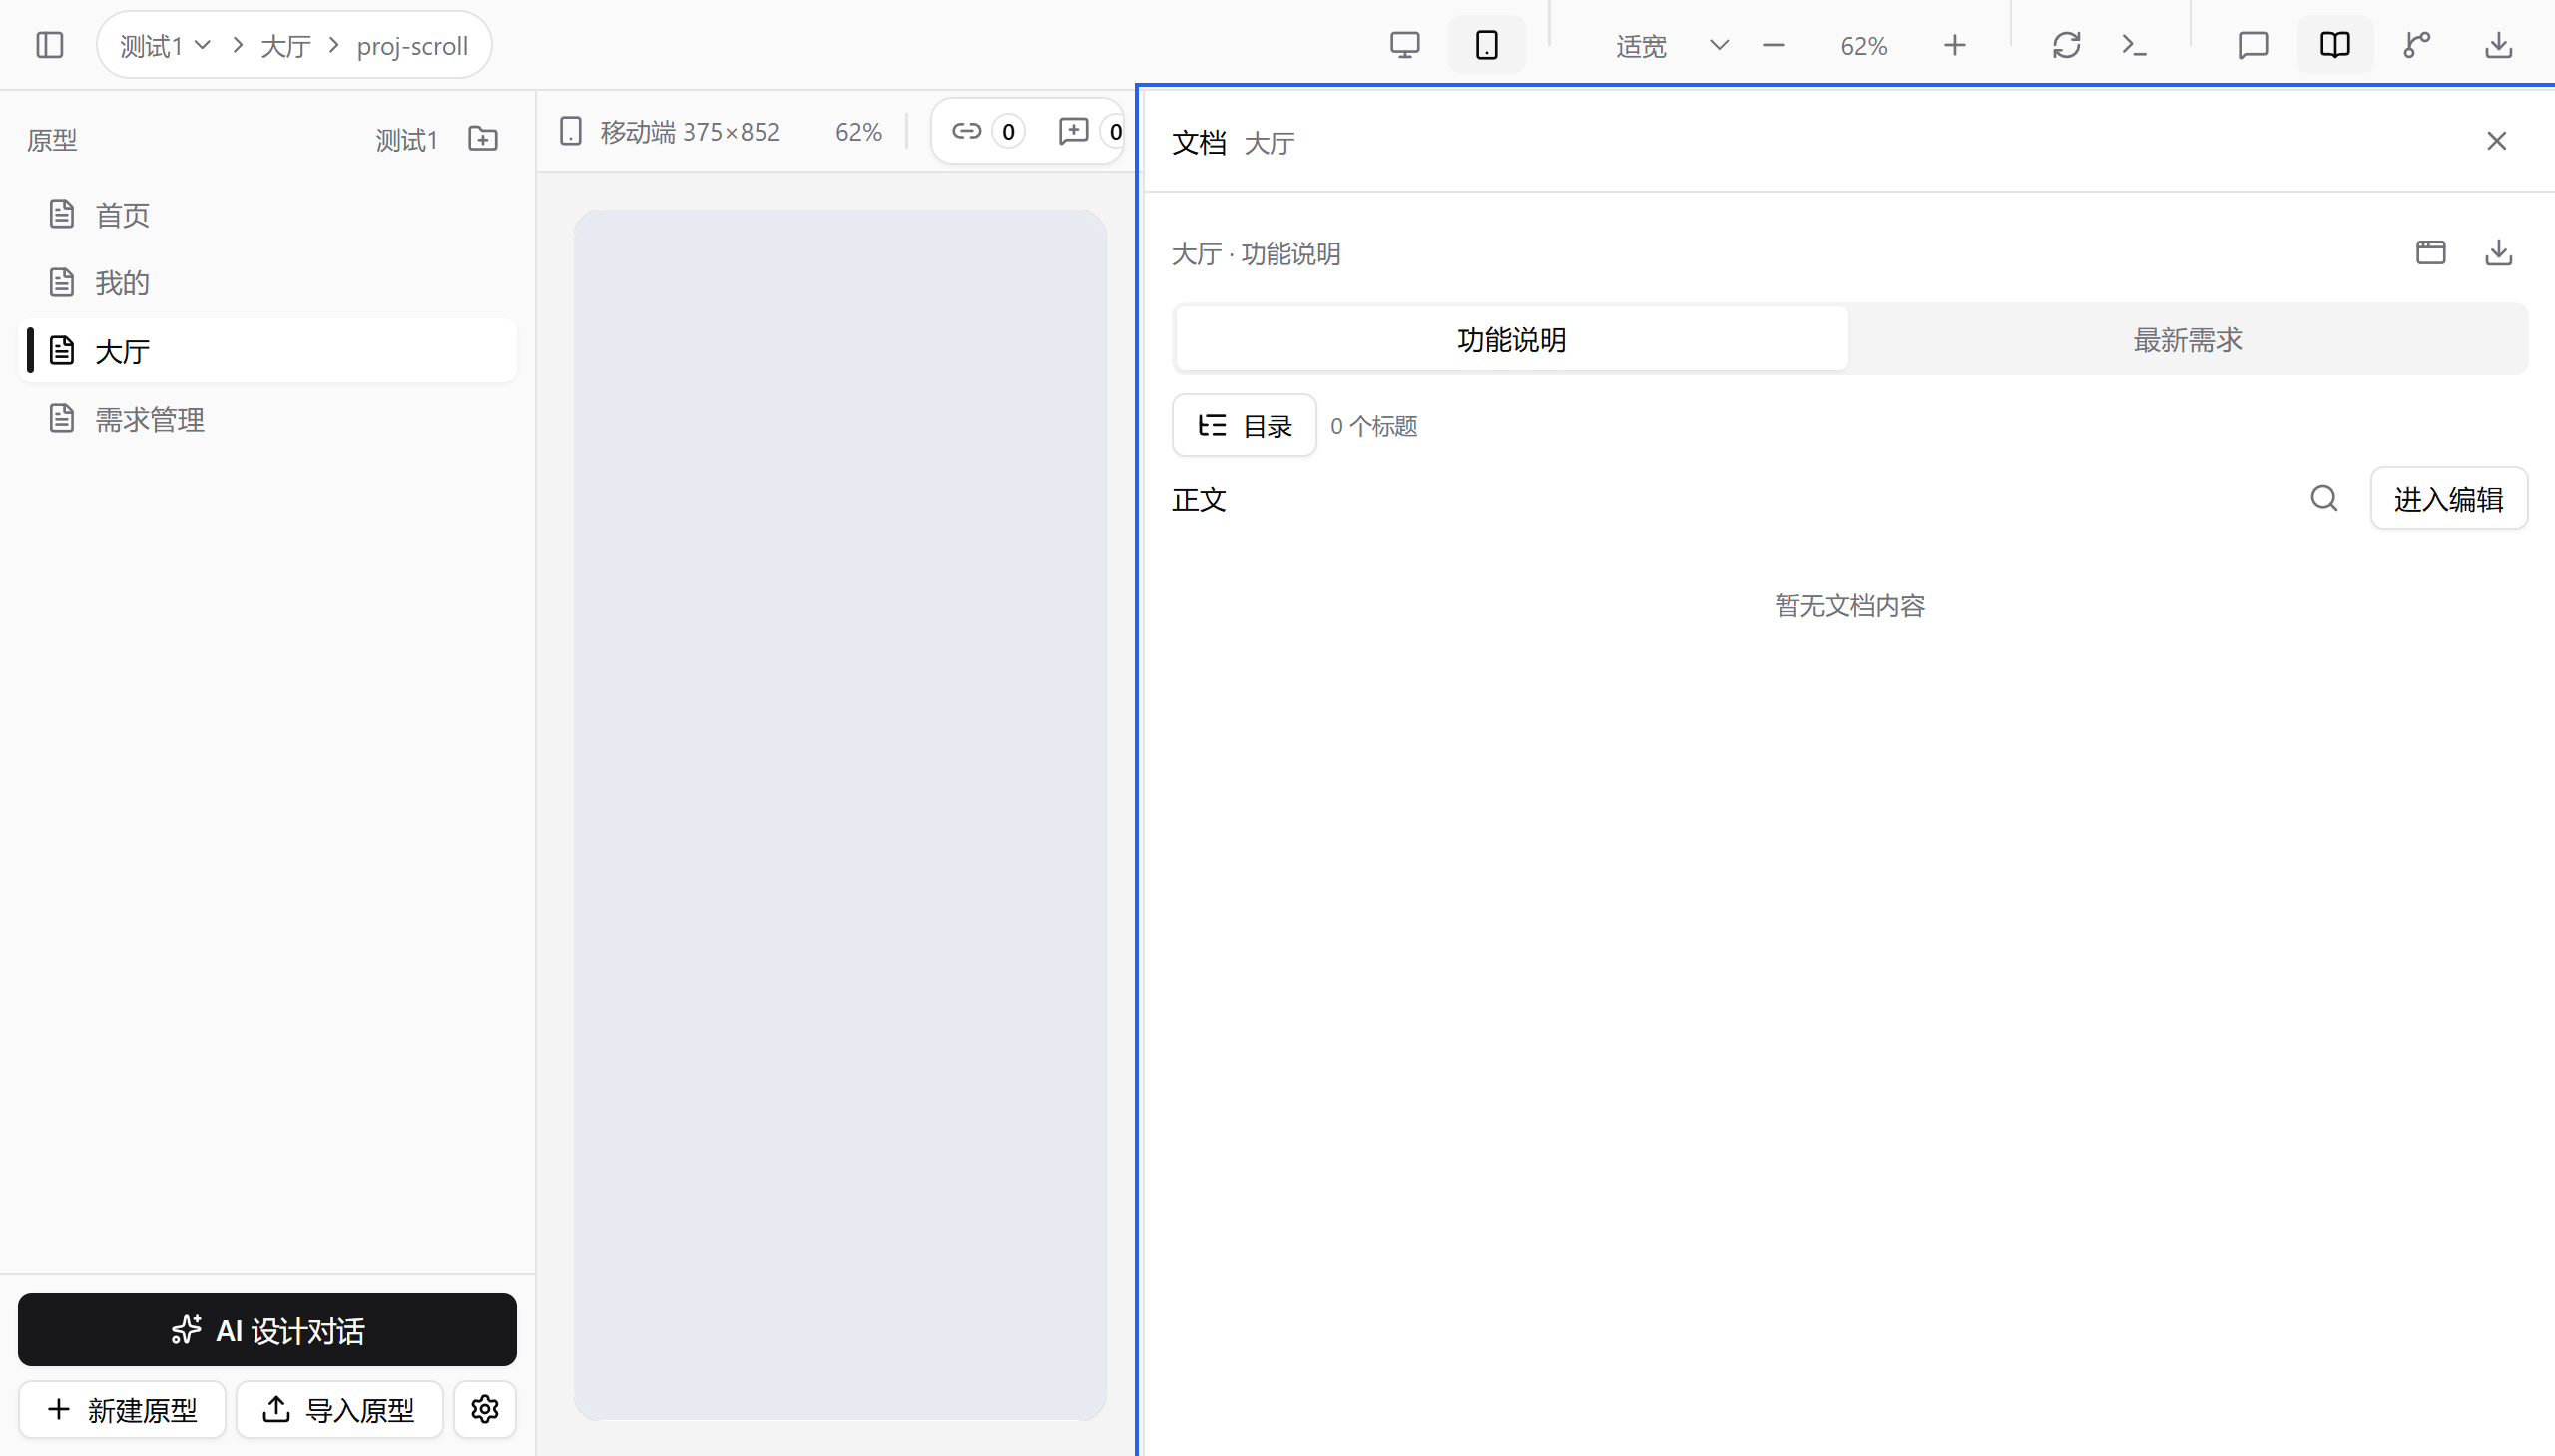 测试1 大厅 proj-scroll
适宽 62%
原型 测试1
首页
我的
大厅
需求管理
AI 设计对话
新建原型 导入原型
移动端 375×852 62% 0 0
文档 大厅
大厅 · 功能说明
功能说明 最新需求
目录 0 个标题
正文 进入编辑
暂无文档内容